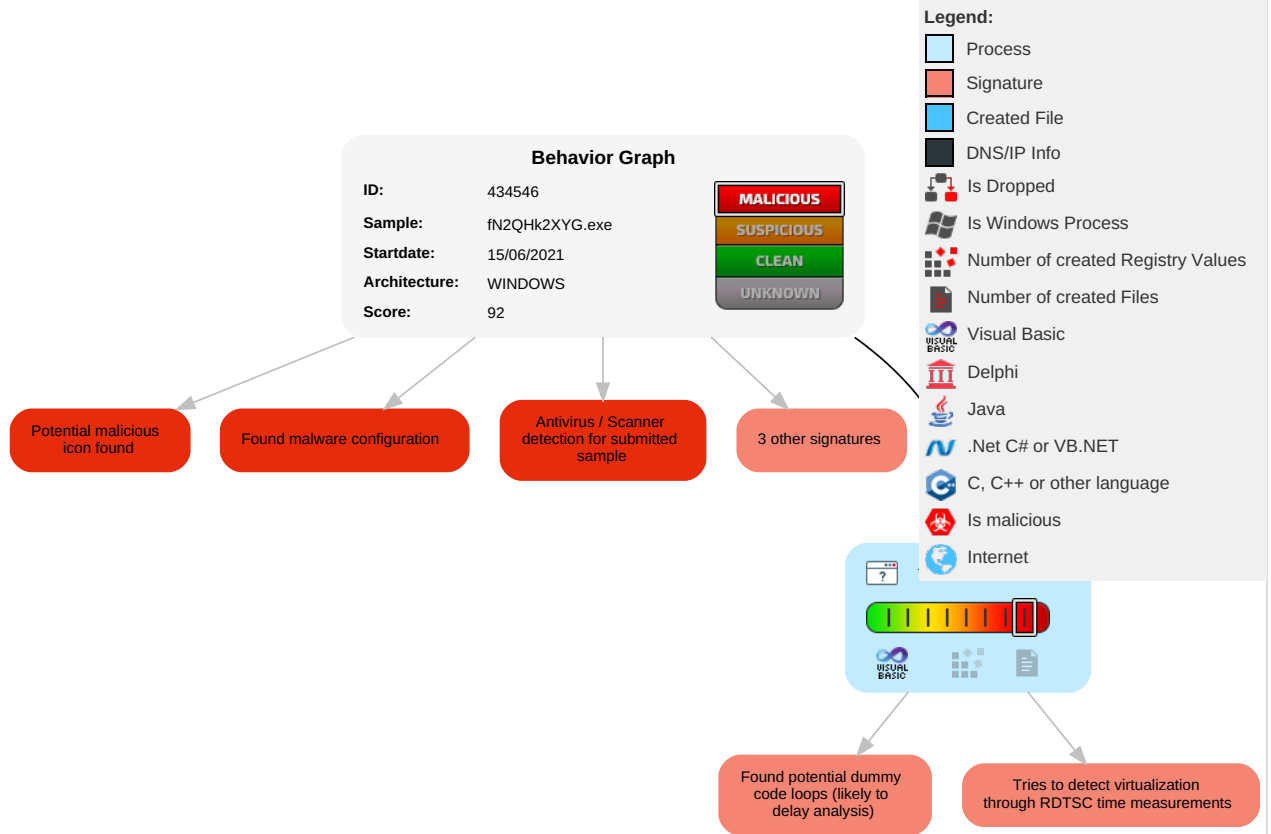 Legend:
Process
Signature
Created File
DNS/IP Info
Is Dropped
Is Windows Process
Number of created Registry Values
Number of created Files
VISUAL BASIC
Visual Basic
Delphi
Java
.Net C# or VB.NET
C, C++ or other language
Is malicious
Internet
Behavior Graph
ID: 434546
Sample: fN2QHk2XYG.exe
Startdate: 15/06/2021
Architecture: WINDOWS
Score: 92
MALICIOUS
SUSPICIOUS
CLEAN
UNKNOWN
Potential malicious
icon found
Found malware configuration
Antivirus / Scanner
detection for submitted
sample
3 other signatures
?
VISUAL
BASIC
Found potential dummy
code loops (likely to
delay analysis)
Tries to detect virtualization
through RDTSC time measurements